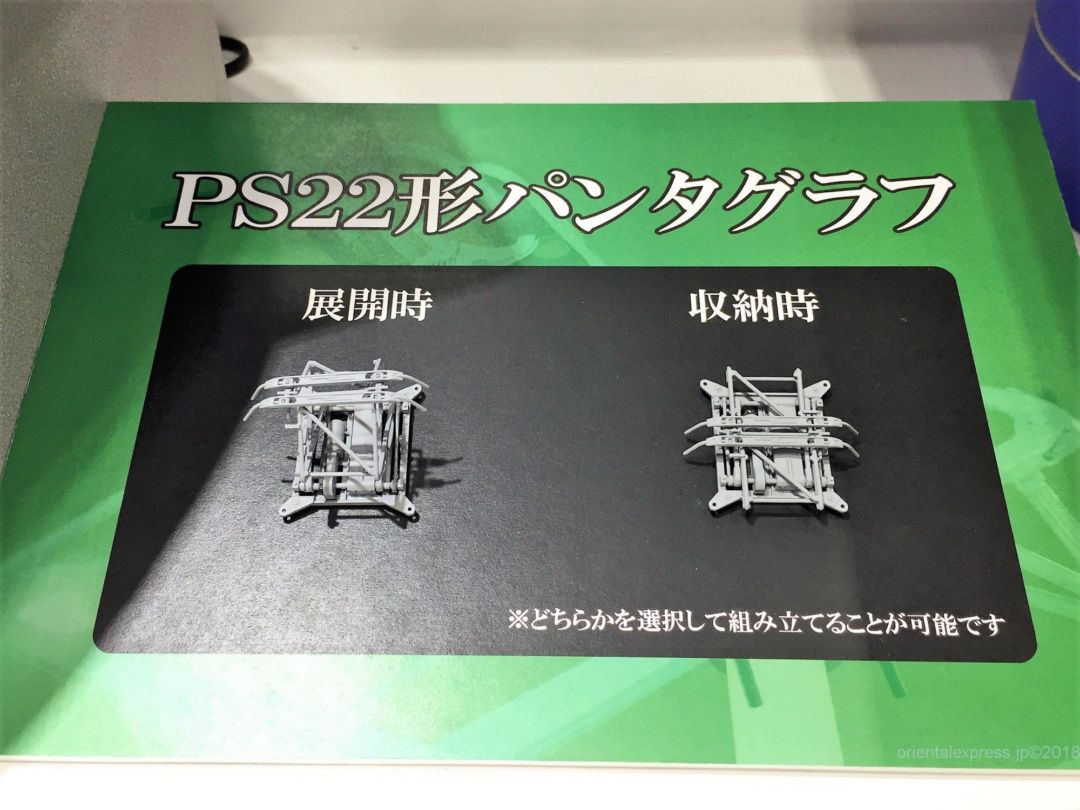 PS22形パンタグラフ
展開時
収納時
※どちらかを選択して組み立てることが可能です
orientalexpress.jp©2018